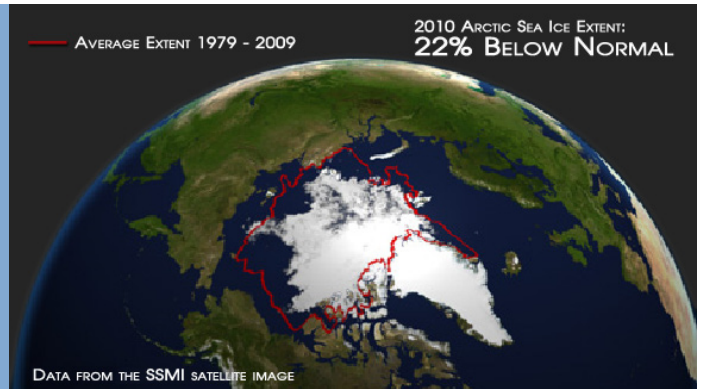 Average Extent 1979 - 2009
2010 Arctic Sea Ice Extent:
22% Below Normal
Data from the SSMI satellite image